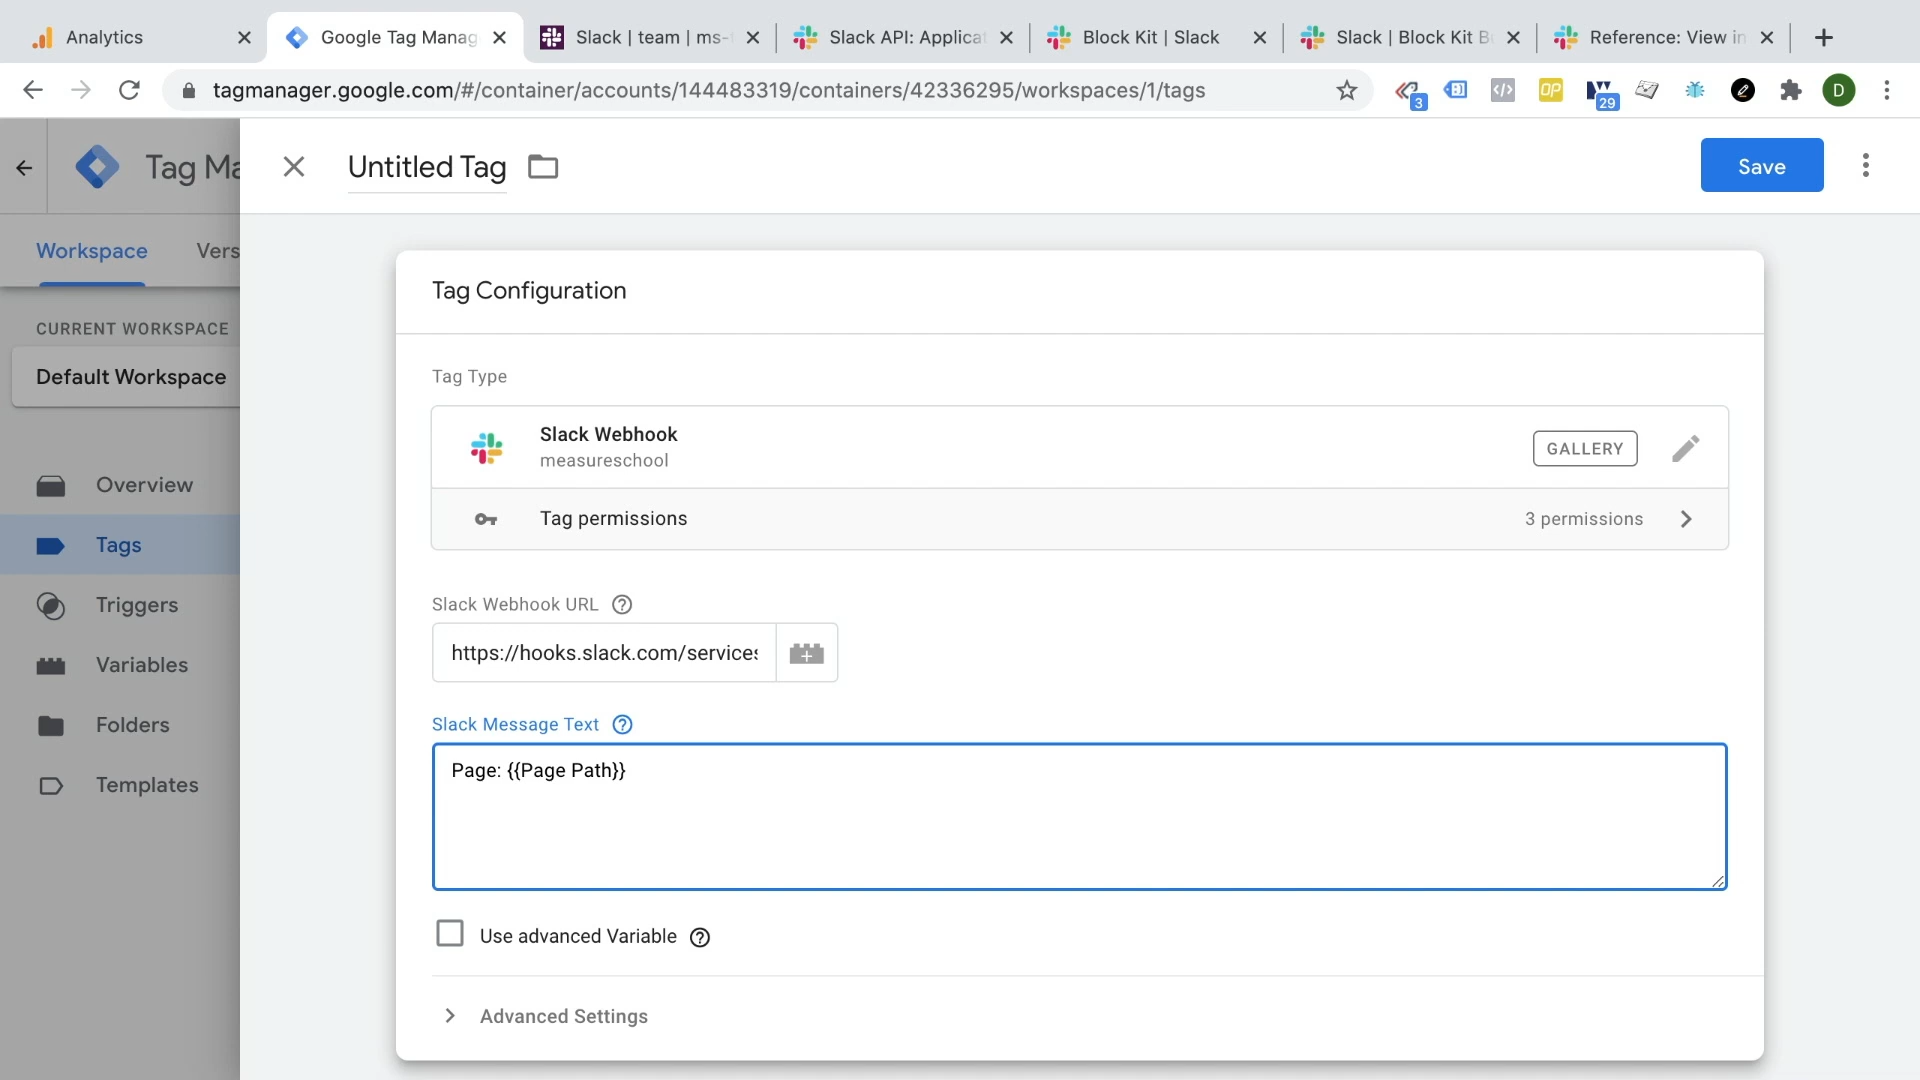 Analytics
Google Tag Manag
Slack | team | ms-
Slack API: Applicat
Block Kit | Slack
Slack | Block Kit B
Reference: View in
tagmanager.google.com/#/container/accounts/144483319/containers/42336295/workspaces/1/tags
3
OP
29
D
Tag Ma
Untitled Tag
Save
Workspace
Vers
CURRENT WORKSPACE
Default Workspace
Overview
Tags
Triggers
Variables
Folders
Templates
Tag Configuration
Tag Type
Slack Webhook
measureschool
GALLERY
Tag permissions
3 permissions
Slack Webhook URL
https://hooks.slack.com/services
Slack Message Text
Page: {{Page Path}}
Use advanced Variable
Advanced Settings